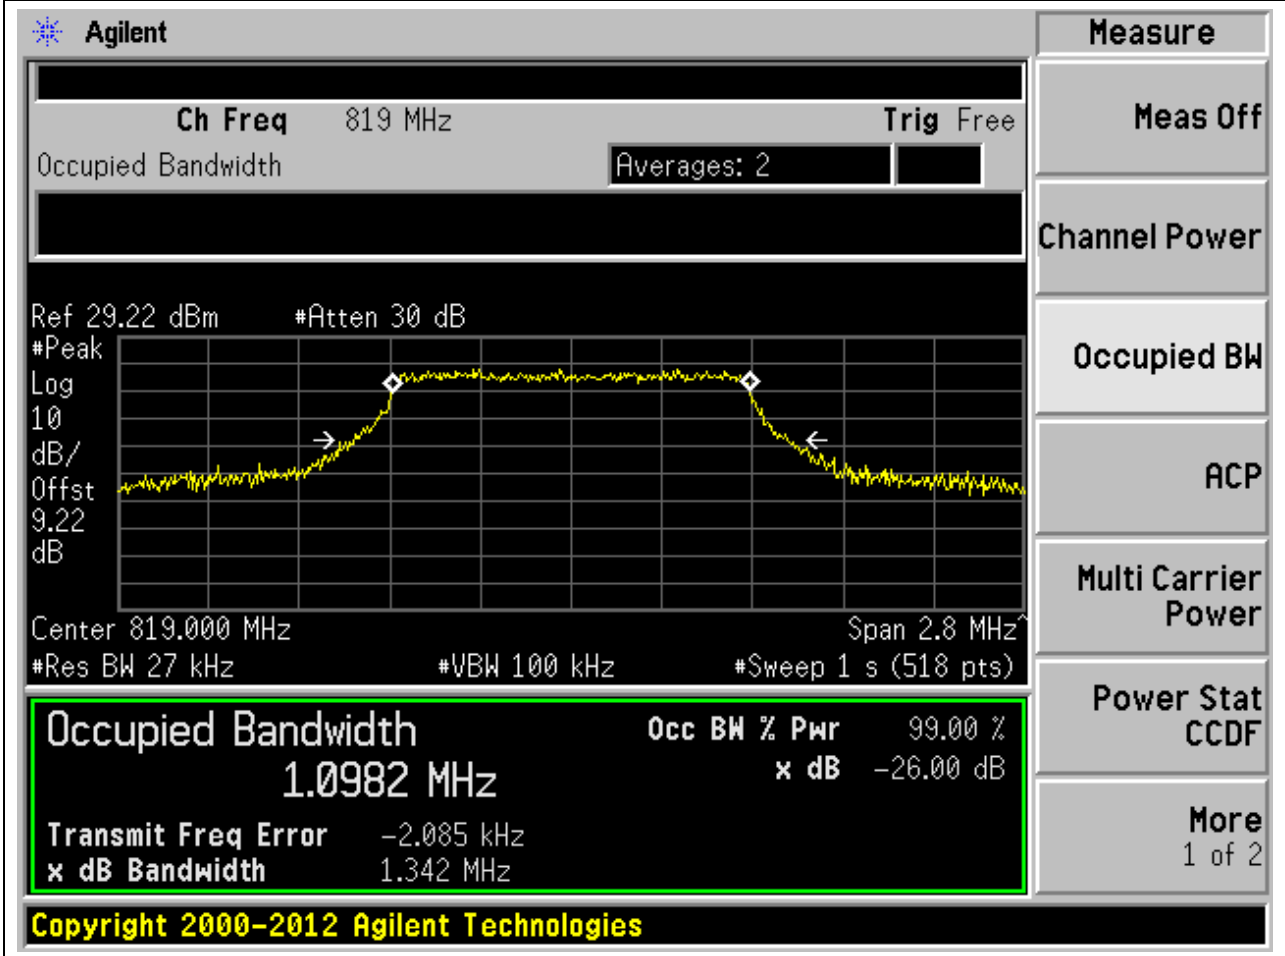 Agilent
Measure
Ch Freq 819 MHz Trig Free
Occupied Bandwidth Averages: 2
Meas Off
Channel Power
Occupied BW
ACP
Multi Carrier
Power
Power Stat
CCDF
More
1 of 2
Ref 29.22 dBm #Atten 30 dB
#Peak
Log
10
dB/
Offst
9.22
dB
Center 819.000 MHz Span 2.8 MHz^
#Res BW 27 kHz #VBW 100 kHz #Sweep 1 s (518 pts)
Occupied Bandwidth Occ BW % Pwr 99.00 %
1.0982 MHz x dB -26.00 dB
Transmit Freq Error -2.085 kHz
x dB Bandwidth 1.342 MHz
Copyright 2000-2012 Agilent Technologies